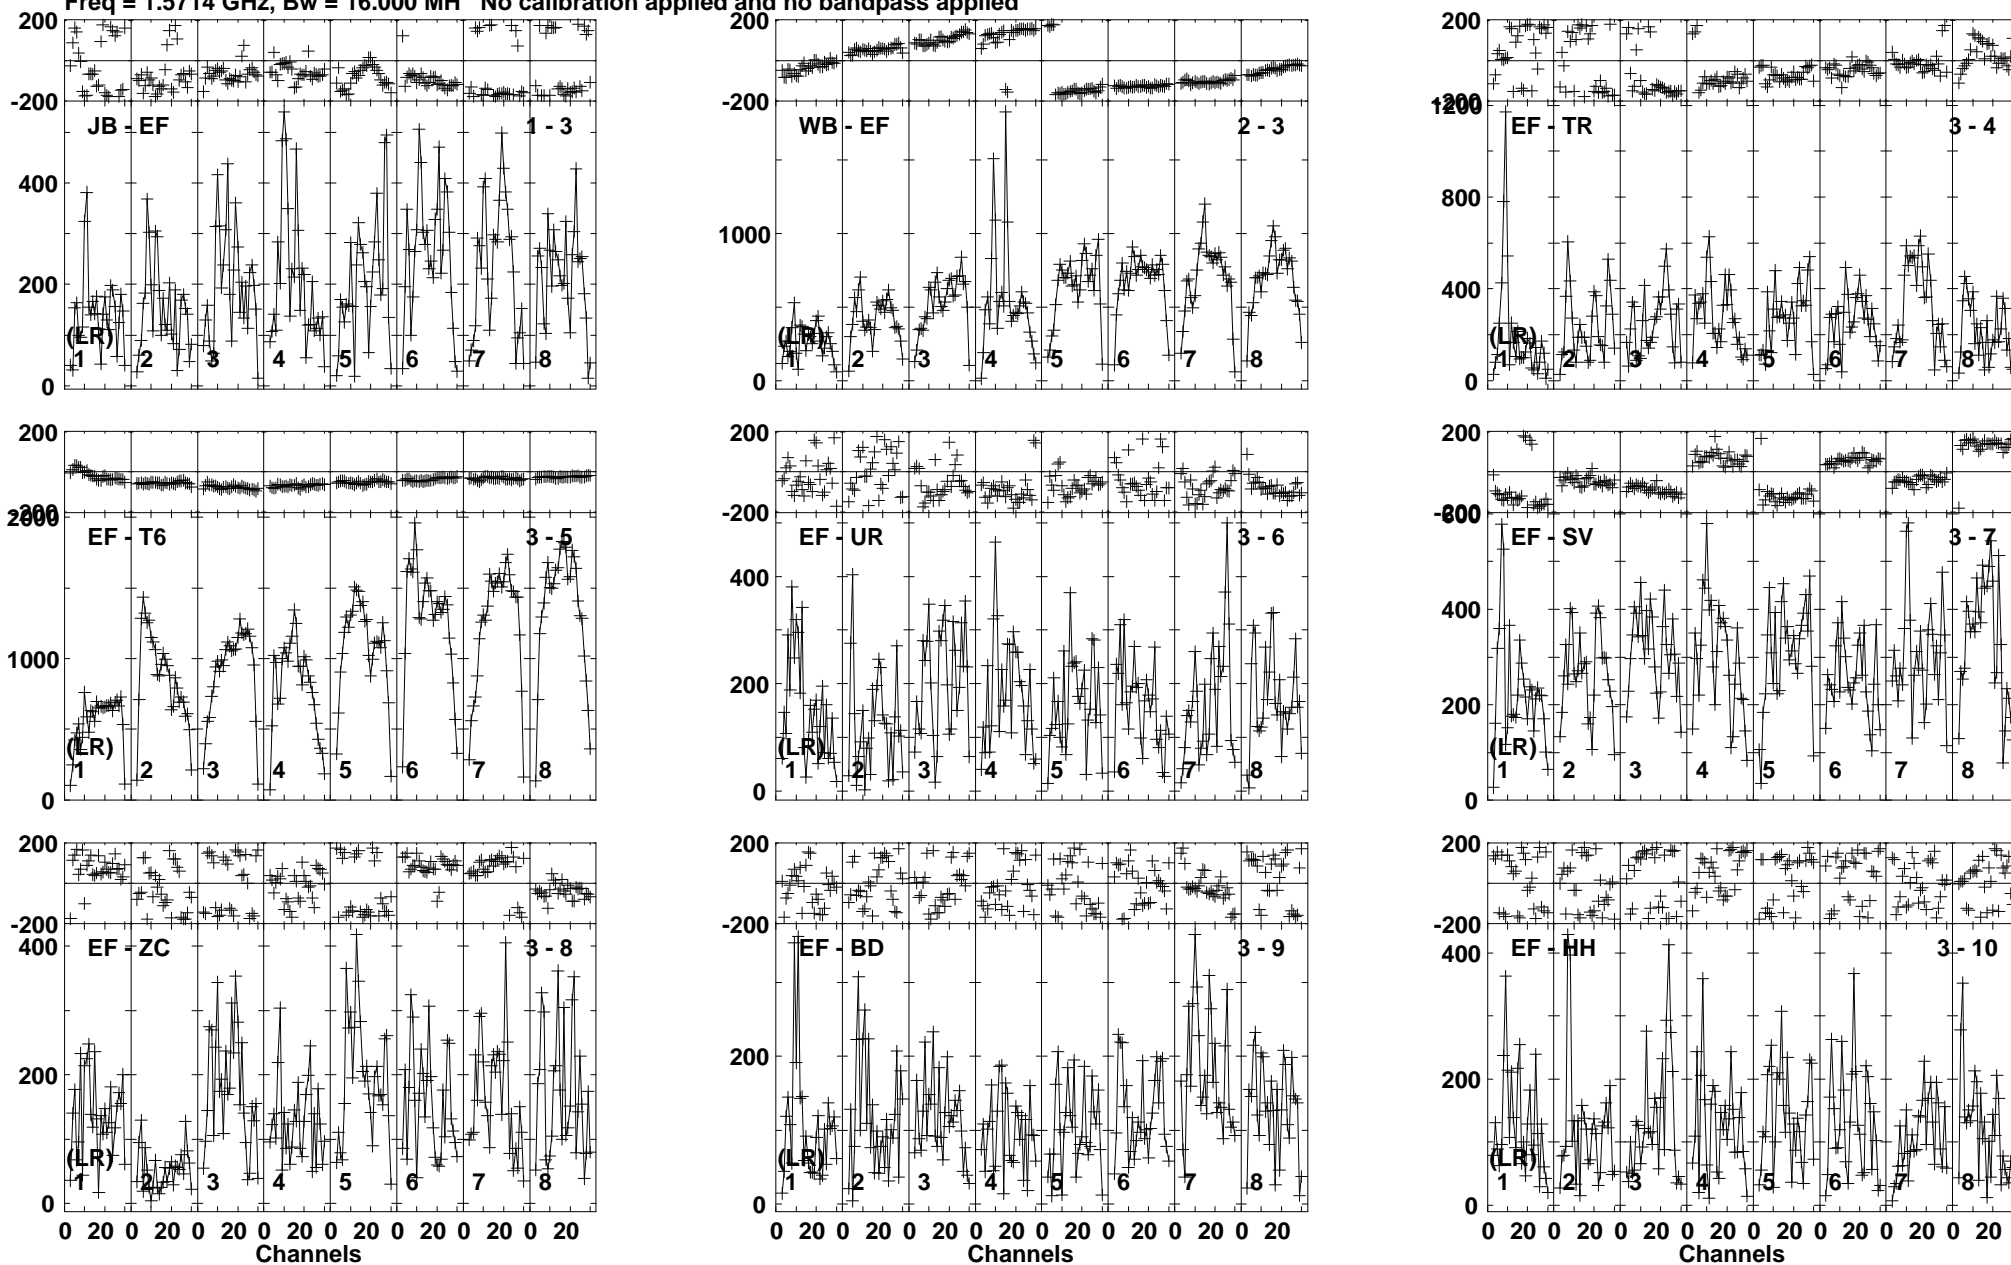 Freq = 1.5714 GHz, Bw = 16.000 MH No calibration applied and no bandpass applied
200 200 200
-200 -200 -200
1200
JB - EF 1 - 3 WB - EF 2 - 3 EF - TR 3 - 4
400 1000 800
200 400
(LR) (LR) (LR)
1 2 3 4 5 6 7 8 1 2 3 4 5 6 7 8 1 2 3 4 5 6 7 8
0 0 0
200 200 200
-200 -200 -200
2000 600
EF - T6 3 - 5 EF - UR 3 - 6 EF - SV 3 - 7
1000 400 400
200 200
(LR) (LR) (LR)
1 2 3 4 5 6 7 8 1 2 3 4 5 6 7 8 1 2 3 4 5 6 7 8
0 0 0
200 200 200
-200 -200 -200
EF - ZC 3 - 8 EF - BD 3 - 9 EF - HH 3 - 10
400 400
200 200 200
(LR) (LR) (LR)
1 2 3 4 5 6 7 8 1 2 3 4 5 6 7 8 1 2 3 4 5 6 7 8
0 0 0
0 20 0 20 0 20 0 20 0 20 0 20 0 20 0 20 0 20 0 20 0 20 0 20 0 20 0 20 0 20 0 20 0 20 0 20 0 20 0 20 0 20 0 20 0 20 0 20
Channels Channels Channels